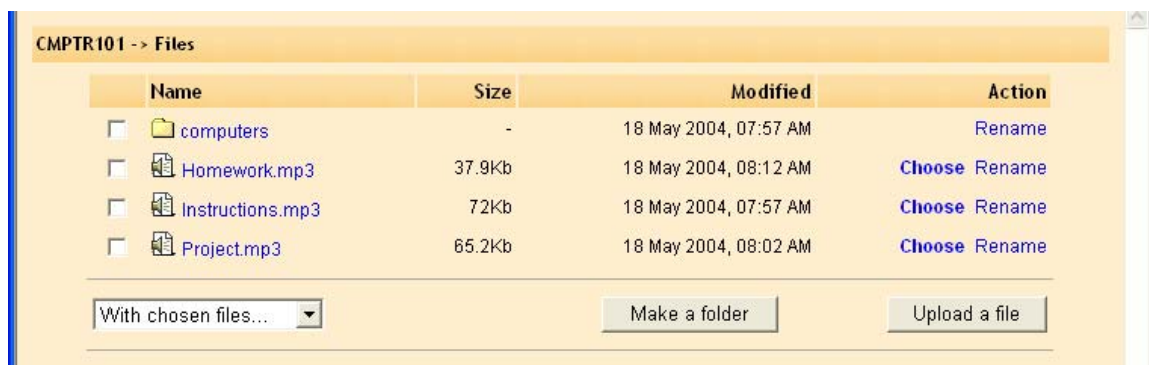 CMPTR101 -> Files
Name Size Modified Action
computers - 18 May 2004, 07:57 AM Rename
Homework.mp3 37.9Kb 18 May 2004, 08:12 AM Choose Rename
Instructions.mp3 72Kb 18 May 2004, 07:57 AM Choose Rename
Project.mp3 65.2Kb 18 May 2004, 08:02 AM Choose Rename
With chosen files... Make a folder Upload a file